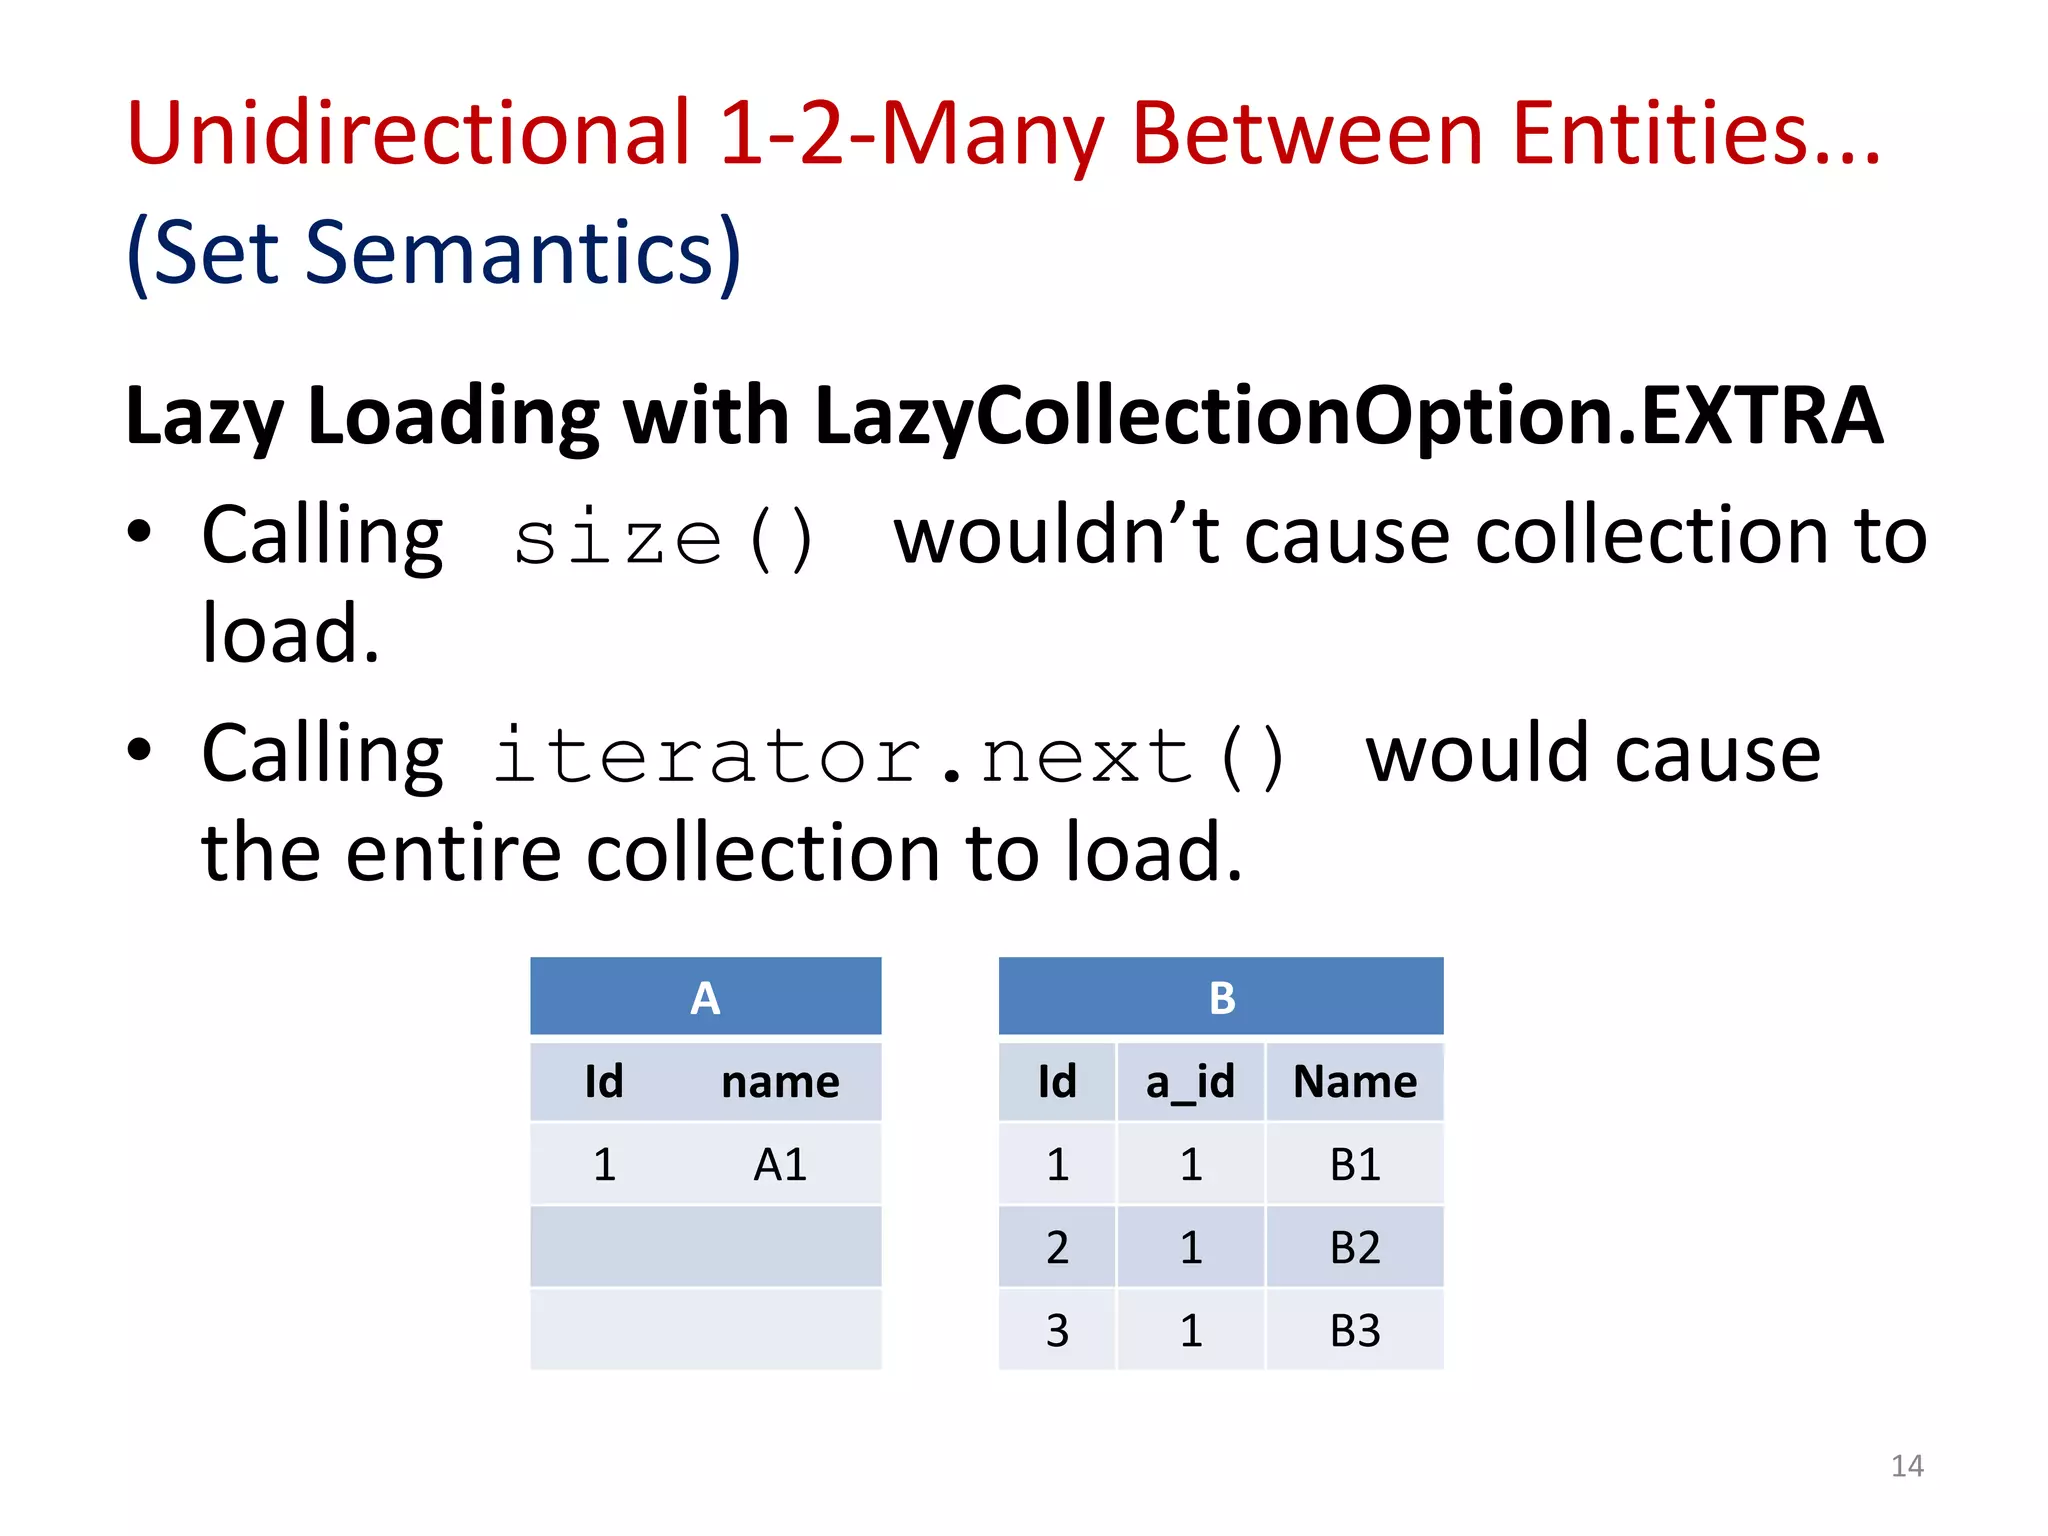 Unidirectional 1-2-Many Between Entities...
(Set Semantics)
Lazy Loading with LazyCollectionOption.EXTRA
• Calling size() wouldn’t cause collection to
load.
• Calling iterator.next() would cause
the entire collection to load.
A
Id name
1 A1
B
Id a_id Name
1 1 B1
2 1 B2
3 1 B3
14